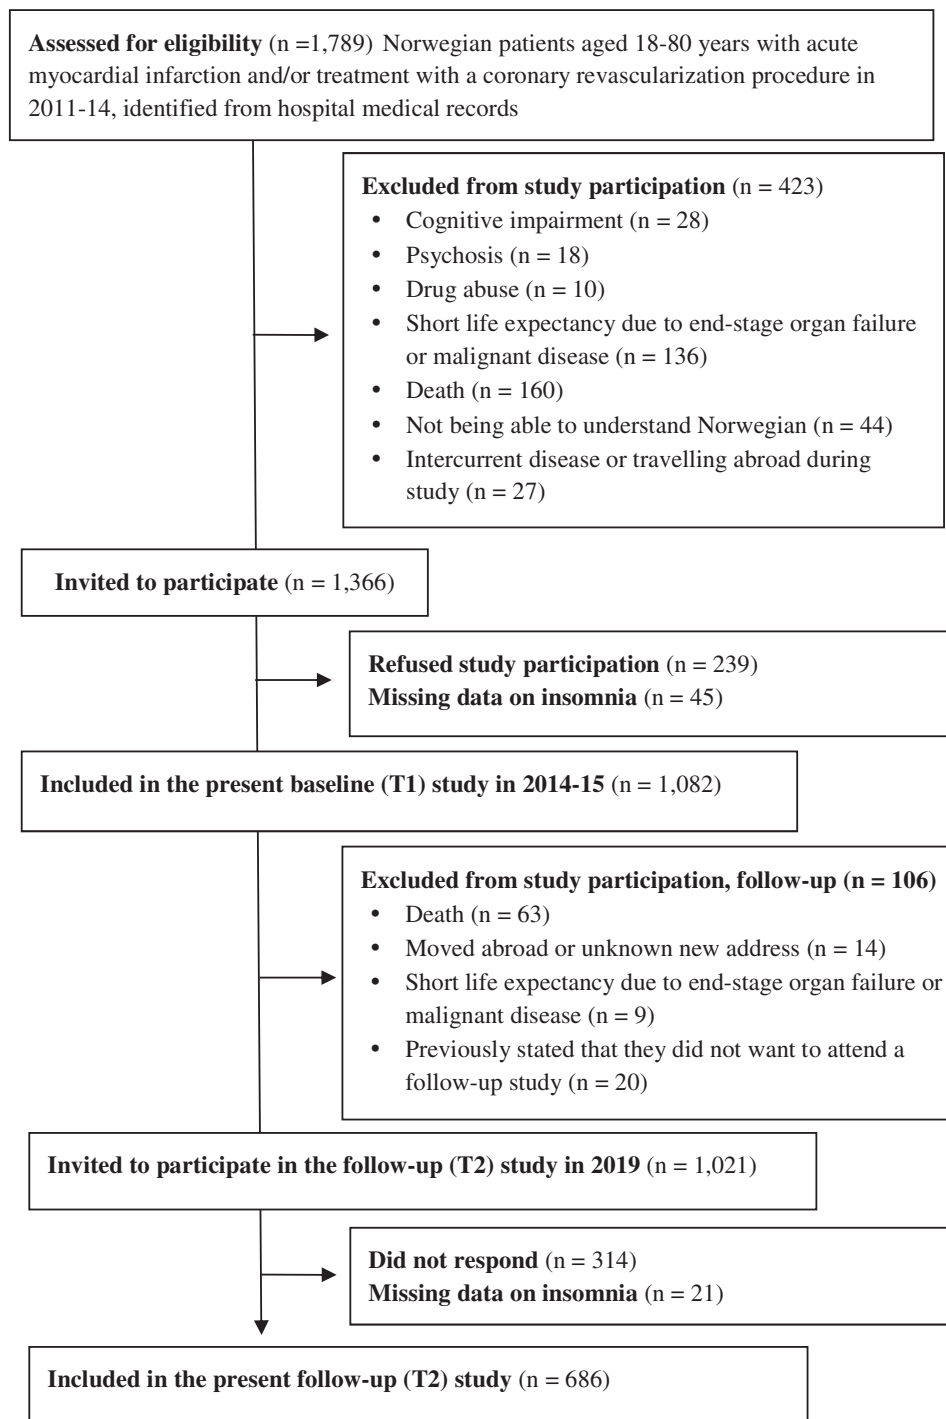 Assessed for eligibility (n =1,789) Norwegian patients aged 18-80 years with acute
myocardial infarction and/or treatment with a coronary revascularization procedure in
2011-14, identified from hospital medical records
Excluded from study participation (n = 423)
• Cognitive impairment (n = 28)
• Psychosis (n = 18)
• Drug abuse (n = 10)
• Short life expectancy due to end-stage organ failure
or malignant disease (n = 136)
• Death (n = 160)
• Not being able to understand Norwegian (n = 44)
• Intercurrent disease or travelling abroad during
study (n = 27)
Invited to participate (n = 1,366)
Refused study participation (n = 239)
Missing data on insomnia (n = 45)
Included in the present baseline (T1) study in 2014-15 (n = 1,082)
Excluded from study participation, follow-up (n = 106)
• Death (n = 63)
• Moved abroad or unknown new address (n = 14)
• Short life expectancy due to end-stage organ failure or
malignant disease (n = 9)
• Previously stated that they did not want to attend a
follow-up study (n = 20)
Invited to participate in the follow-up (T2) study in 2019 (n = 1,021)
Did not respond (n = 314)
Missing data on insomnia (n = 21)
Included in the present follow-up (T2) study (n = 686)